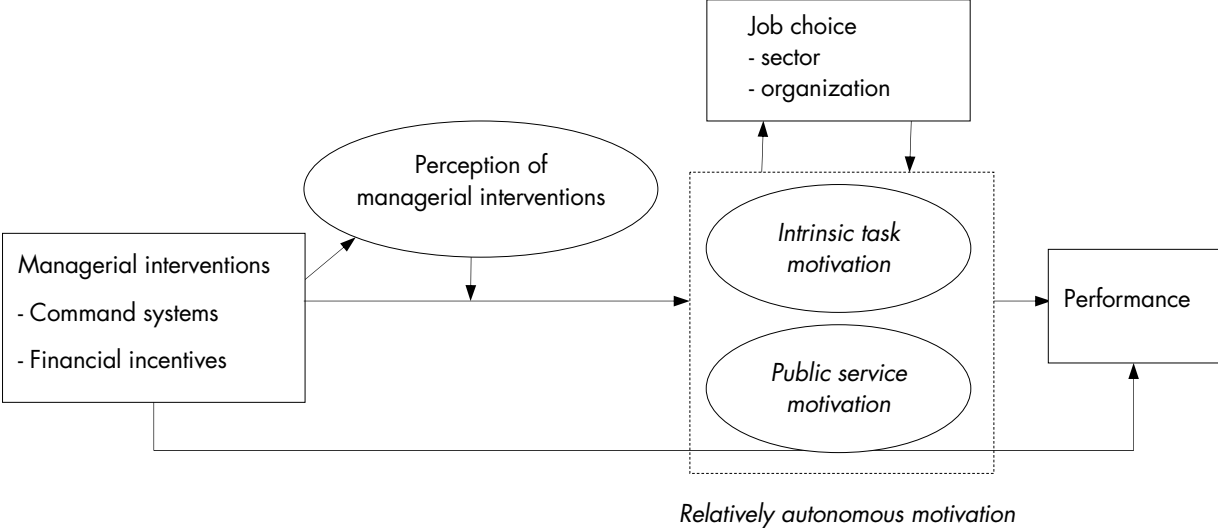 Job choice
- sector
- organization
Perception of
managerial interventions
Managerial interventions
- Command systems
- Financial incentives
Intrinsic task
motivation
Public service
motivation
Performance
Relatively autonomous motivation